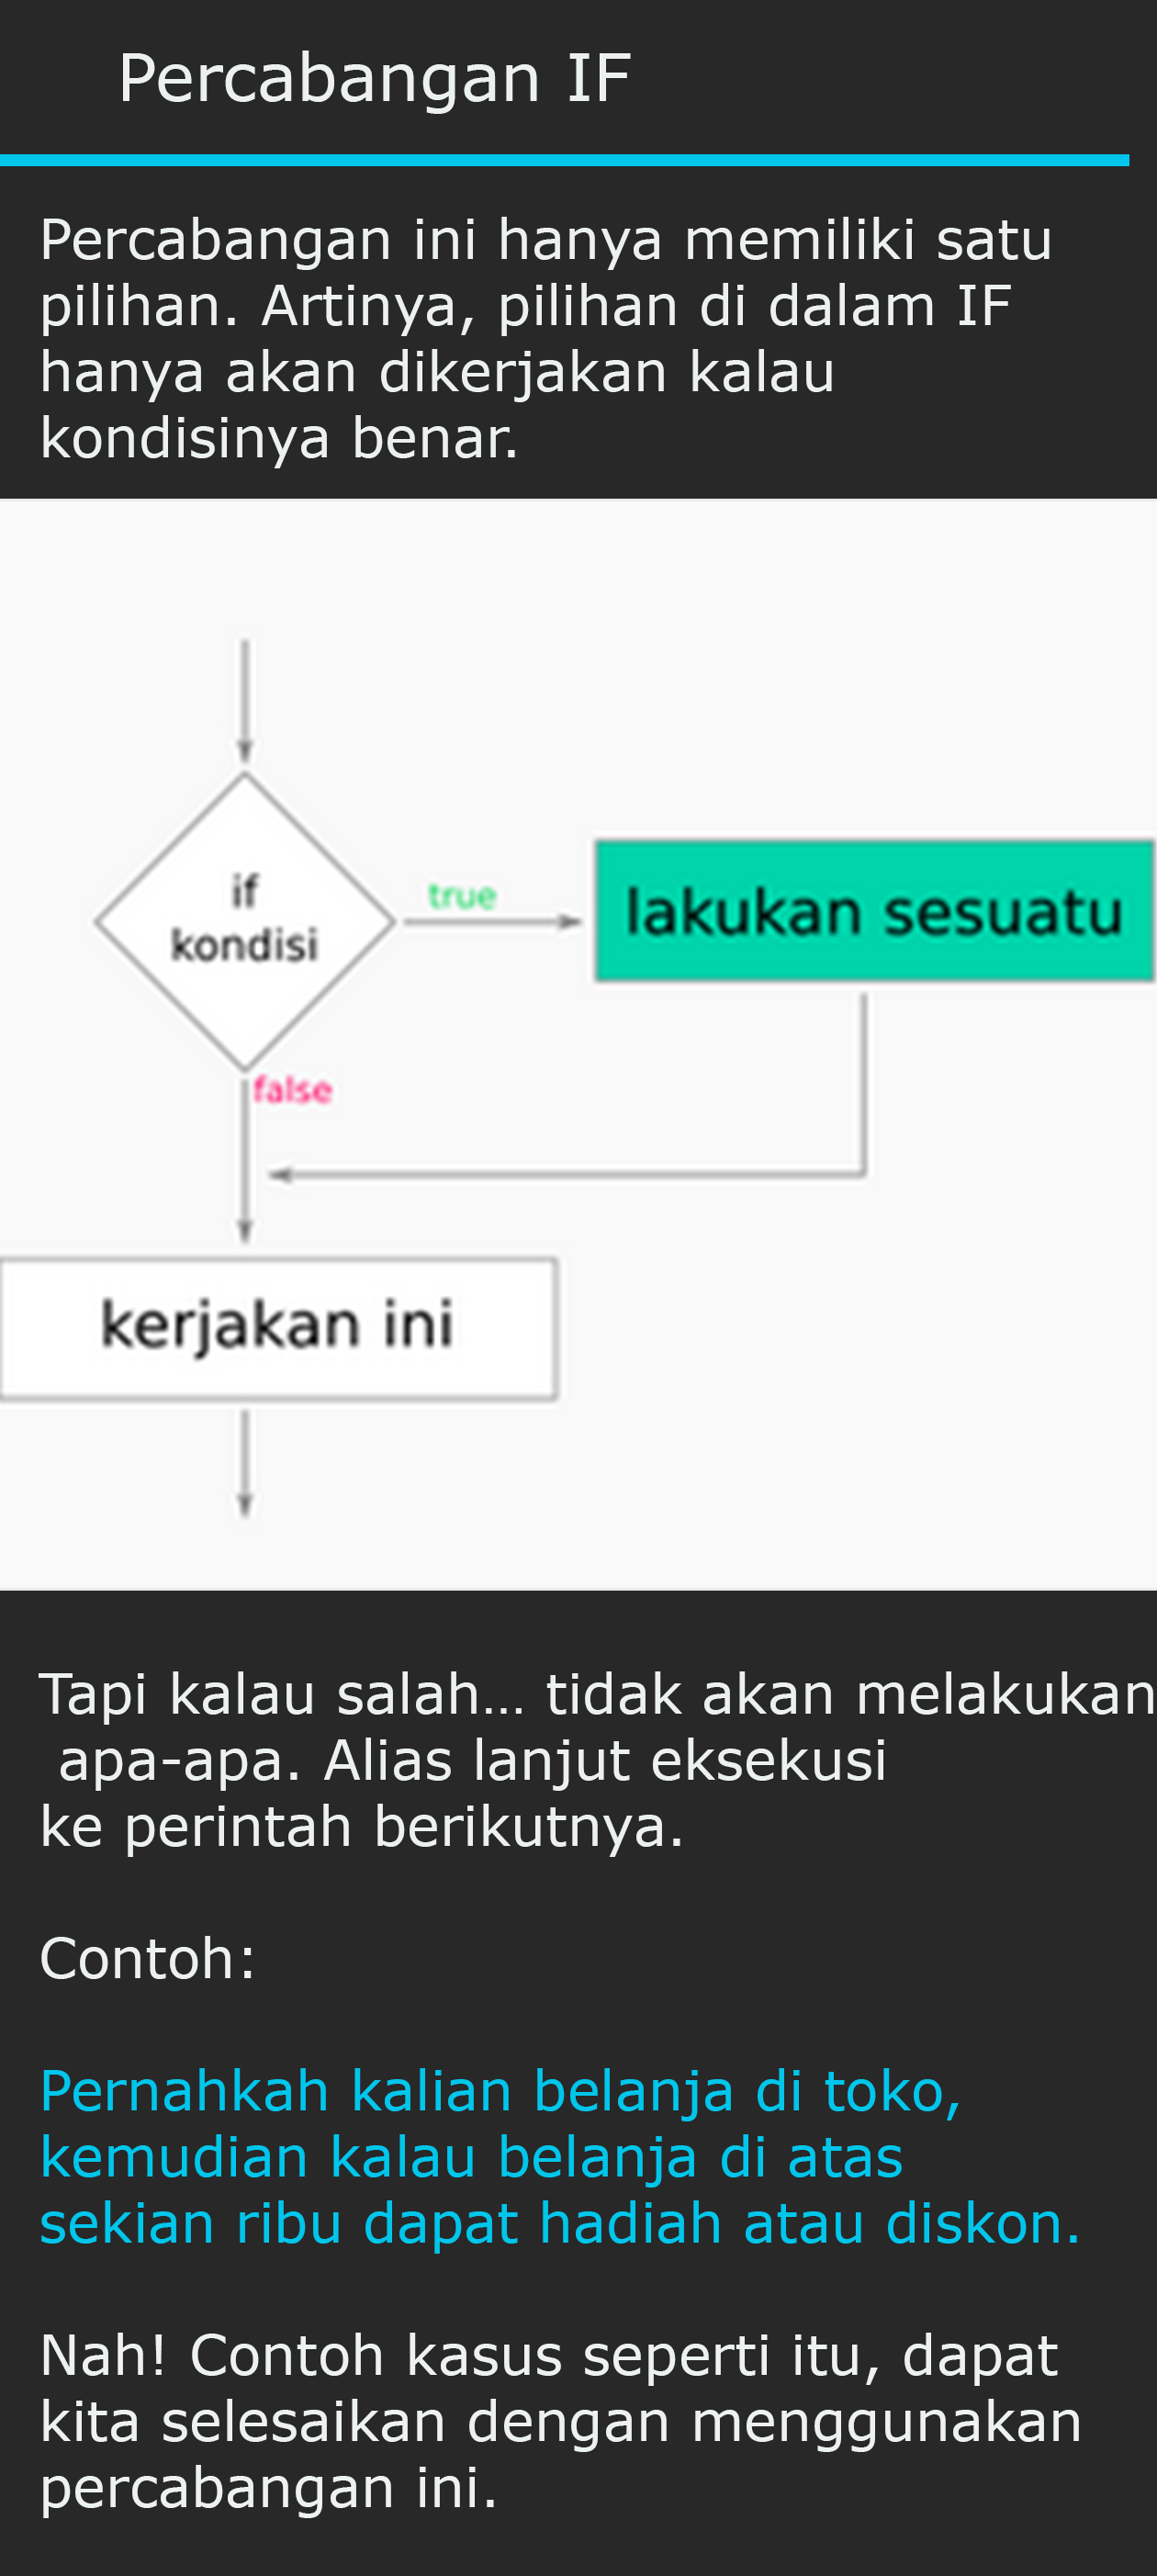 Percabangan IF
Percabangan ini hanya memiliki satu
pilihan. Artinya, pilihan di dalam IF
hanya akan dikerjakan kalau
kondisinya benar.
if
kondisi
true
lakukan sesuatu
false
kerjakan ini
Tapi kalau salah... tidak akan melakukan
apa-apa. Alias lanjut eksekusi
ke perintah berikutnya.
Contoh:
Pernahkah kalian belanja di toko,
kemudian kalau belanja di atas
sekian ribu dapat hadiah atau diskon.
Nah! Contoh kasus seperti itu, dapat
kita selesaikan dengan menggunakan
percabangan ini.